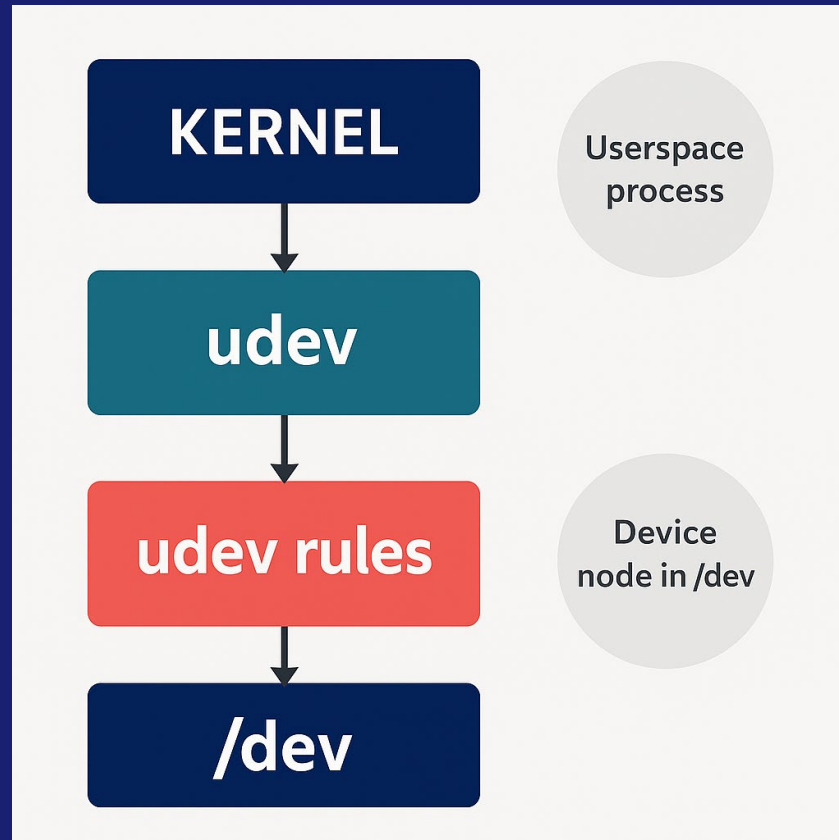 KERNEL
udev
udev rules
/dev
Userspace
process
Device
node in /dev